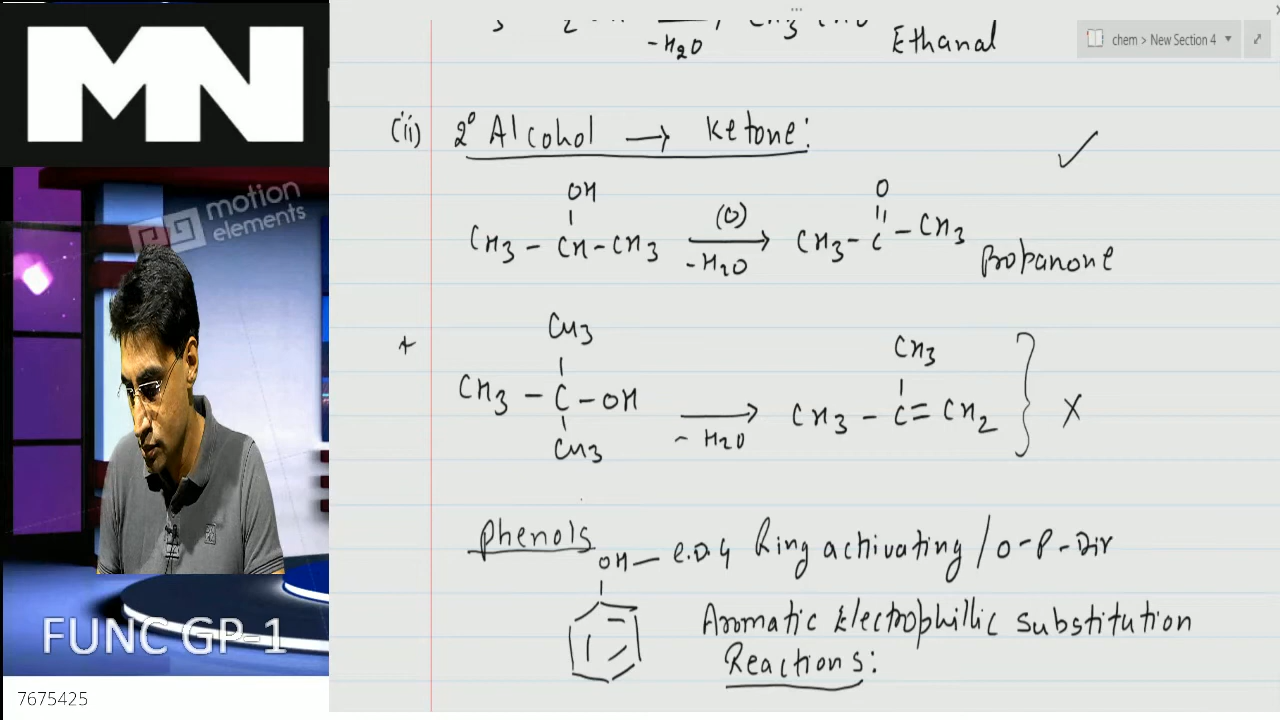 MN
motion
elements
FUNC GP-1
7675425
chem > New Section 4
-H2O
Ethanal
(ii) 2° Alcohol → Ketone:
OH
CH3 - CH - CH3
(O)
-H2O
O
CH3 - C - CH3
Propanone
CH3
CH3 - C - OH
CH3
- H2O
CH3
CH3 - C = CH2
X
Phenols
OH — e.D.G Ring activating / o-p-Dir
Aromatic Electrophillic substitution
Reactions: